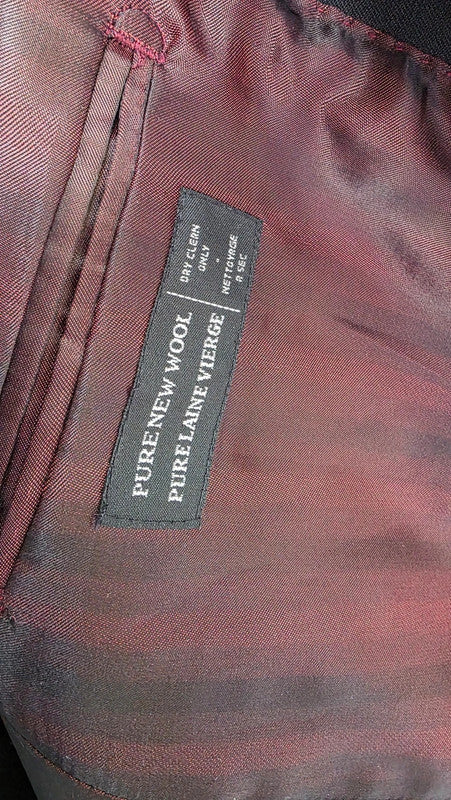 PURE NEW WOOL
PURE LAINE VIERGE
DRY CLEAN
ONLY
•
NETTOYAGE
A SEC